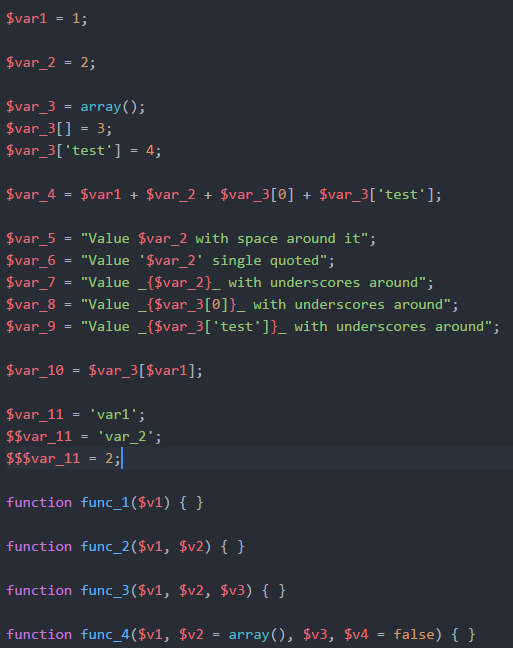 $var1 = 1;
$var_2 = 2;
$var_3 = array();
$var_3[] = 3;
$var_3['test'] = 4;
$var_4 = $var1 + $var_2 + $var_3[0] + $var_3['test'];
$var_5 = "Value $var_2 with space around it";
$var_6 = "Value '$var_2' single quoted";
$var_7 = "Value _{$var_2}_ with underscores around";
$var_8 = "Value _{$var_3[0]}_ with underscores around";
$var_9 = "Value _{$var_3['test']}_ with underscores around";
$var_10 = $var_3[$var1];
$var_11 = 'var1';
$$var_11 = 'var_2';
$$$var_11 = 2;
function func_1($v1) { }
function func_2($v1, $v2) { }
function func_3($v1, $v2, $v3) { }
function func_4($v1, $v2 = array(), $v3, $v4 = false) { }